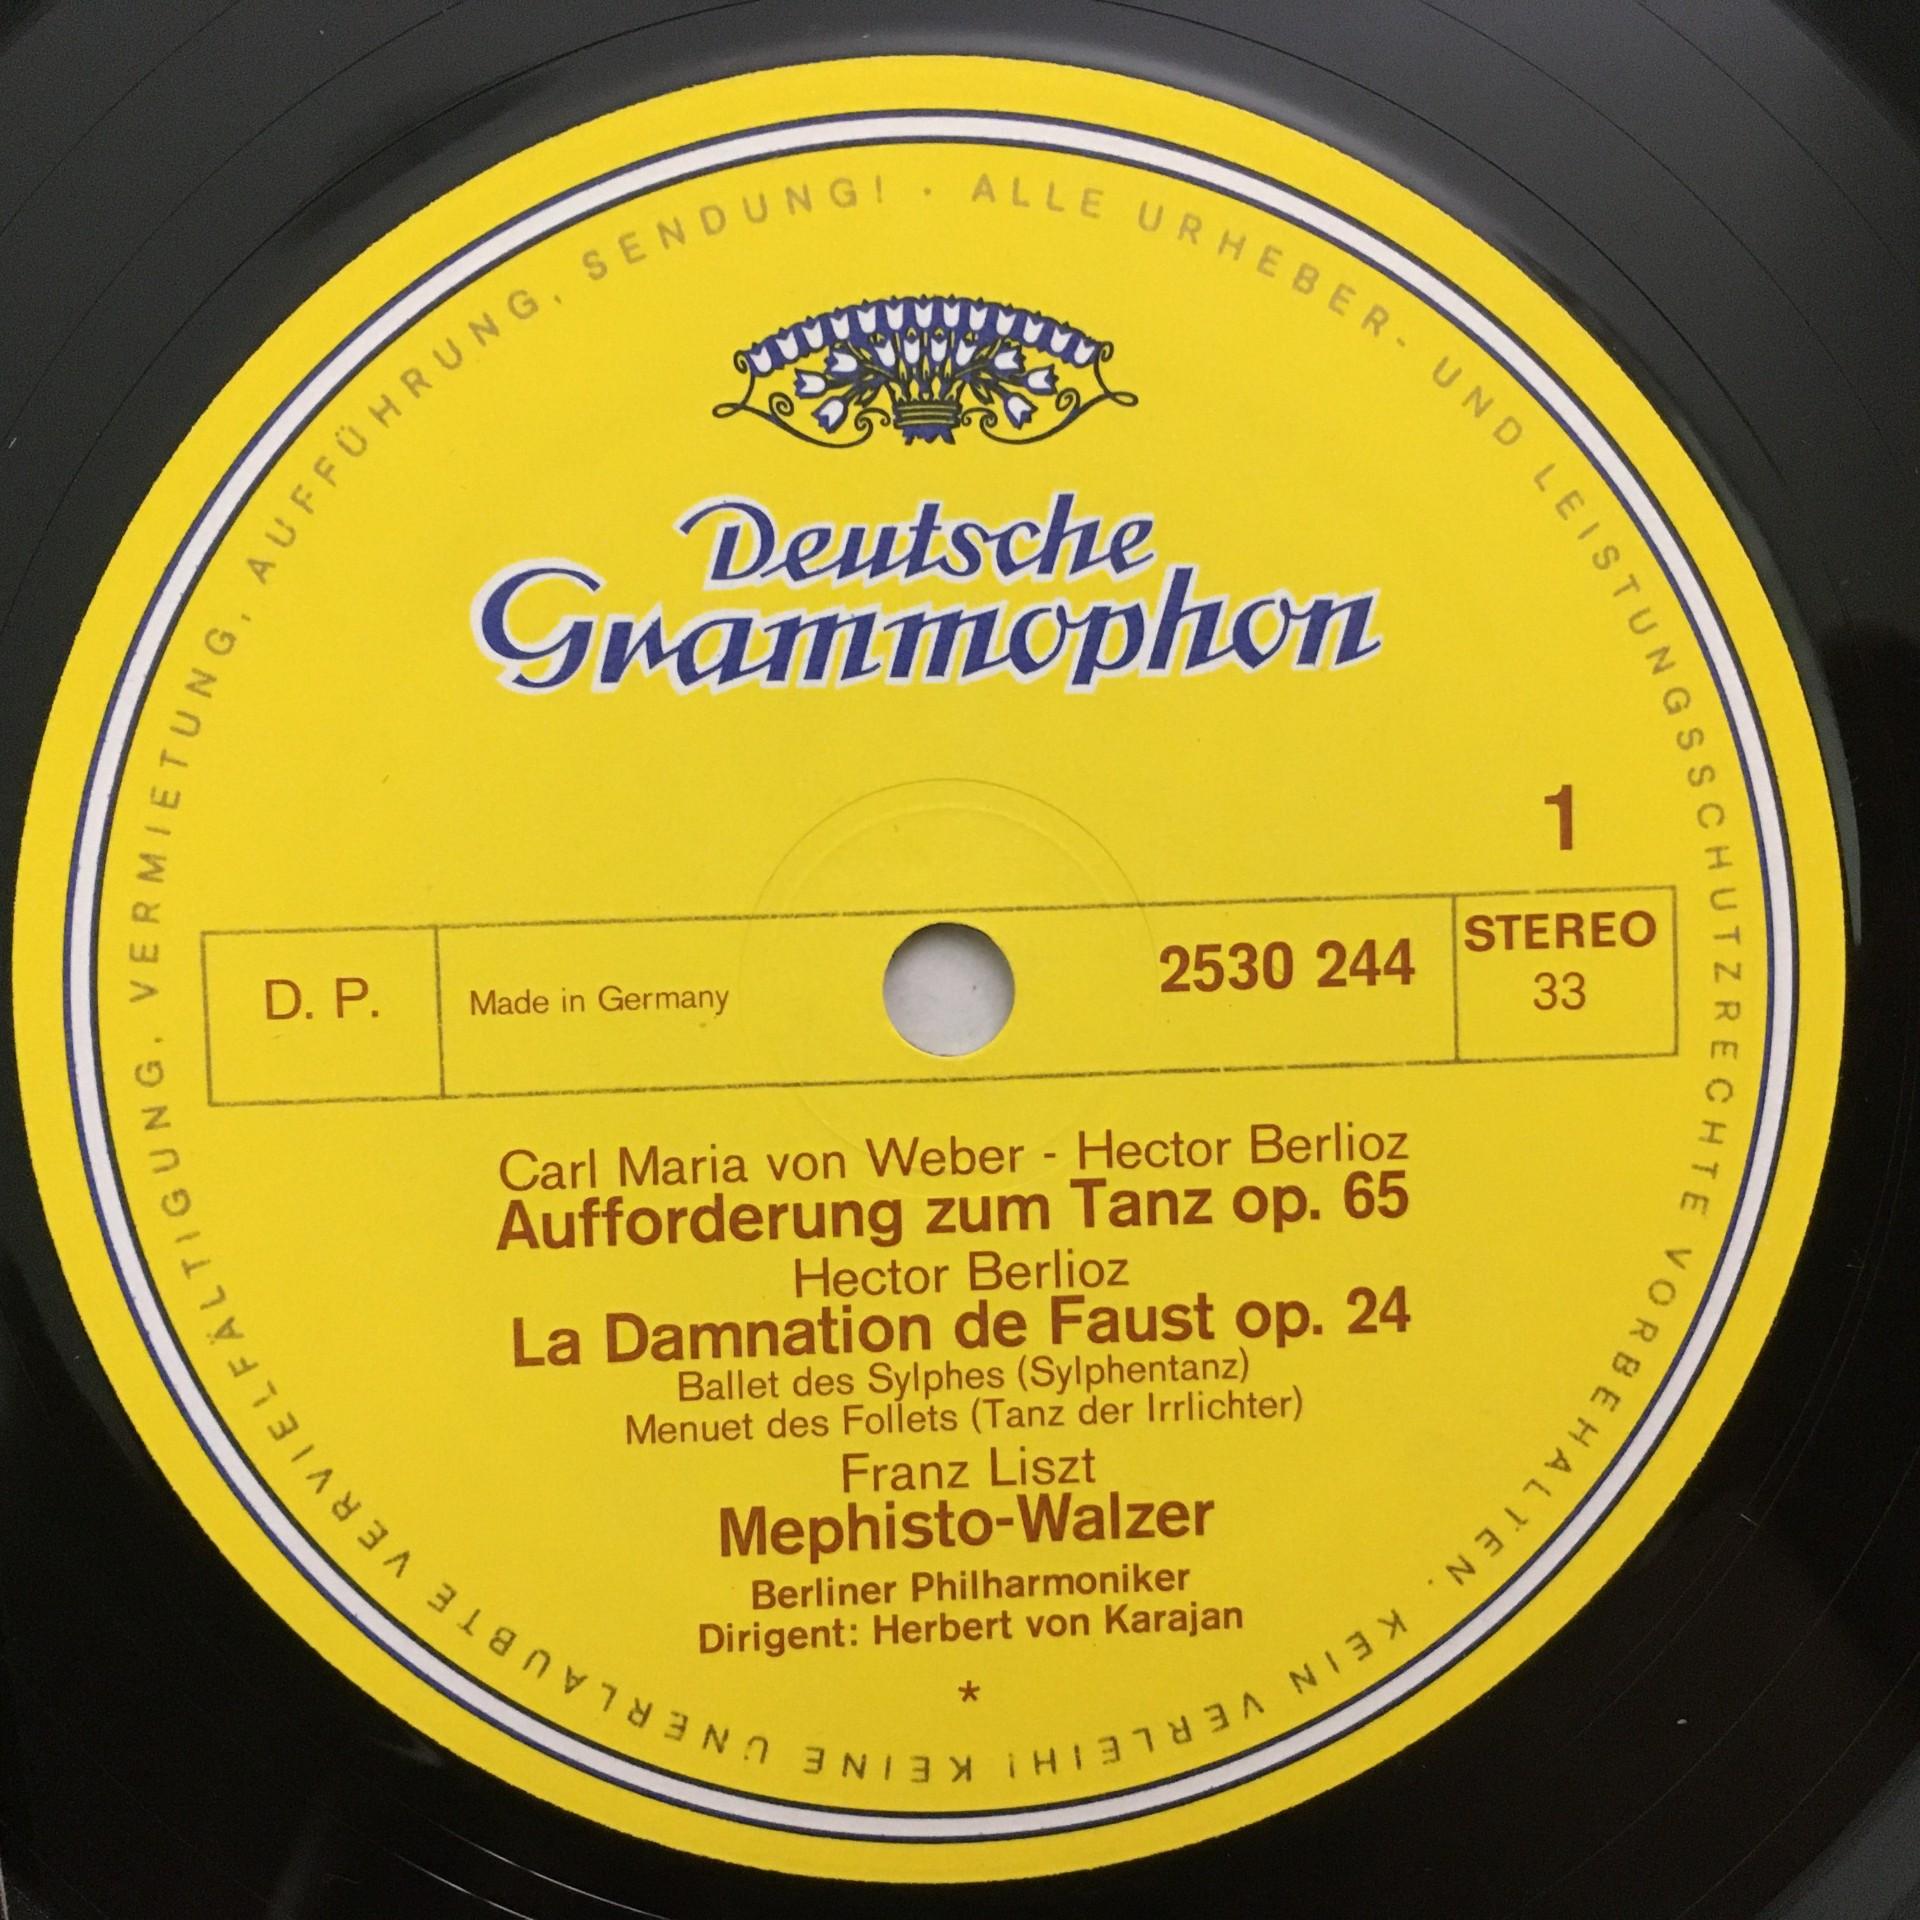 ALLE URHEBER- UND LEISTUNGSSCHUTZRECHTE VORBEHALTEN. KEIN VERLEIH! KEINE UNERLAUBTE VERVIELFÄLTIGUNG, VERMIETUNG, AUFFÜHRUNG, SENDUNG! ·
Deutsche
Grammophon
1
D. P.
Made in Germany
2530 244
STEREO
33
Carl Maria von Weber - Hector Berlioz
Aufforderung zum Tanz op. 65
Hector Berlioz
La Damnation de Faust op. 24
Ballet des Sylphes (Sylphentanz)
Menuet des Follets (Tanz der Irrlichter)
Franz Liszt
Mephisto-Walzer
Berliner Philharmoniker
Dirigent: Herbert von Karajan
*